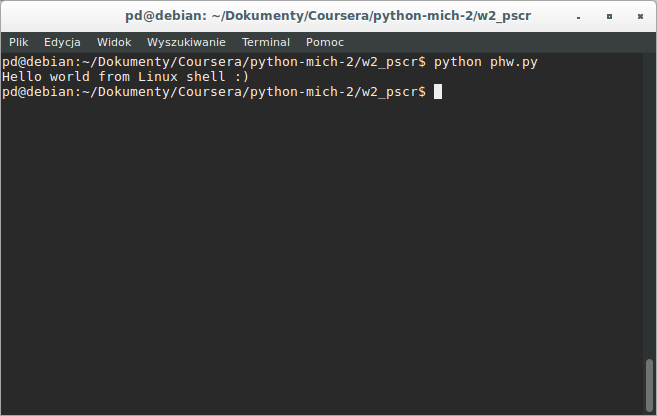 pd@debian: ~/Dokumenty/Coursera/python-mich-2/w2_pscr
Plik Edycja Widok Wyszukiwanie Terminal Pomoc
pd@debian:~/Dokumenty/Coursera/python-mich-2/w2_pscr$ python phw.py
Hello world from Linux shell :)
pd@debian:~/Dokumenty/Coursera/python-mich-2/w2_pscr$